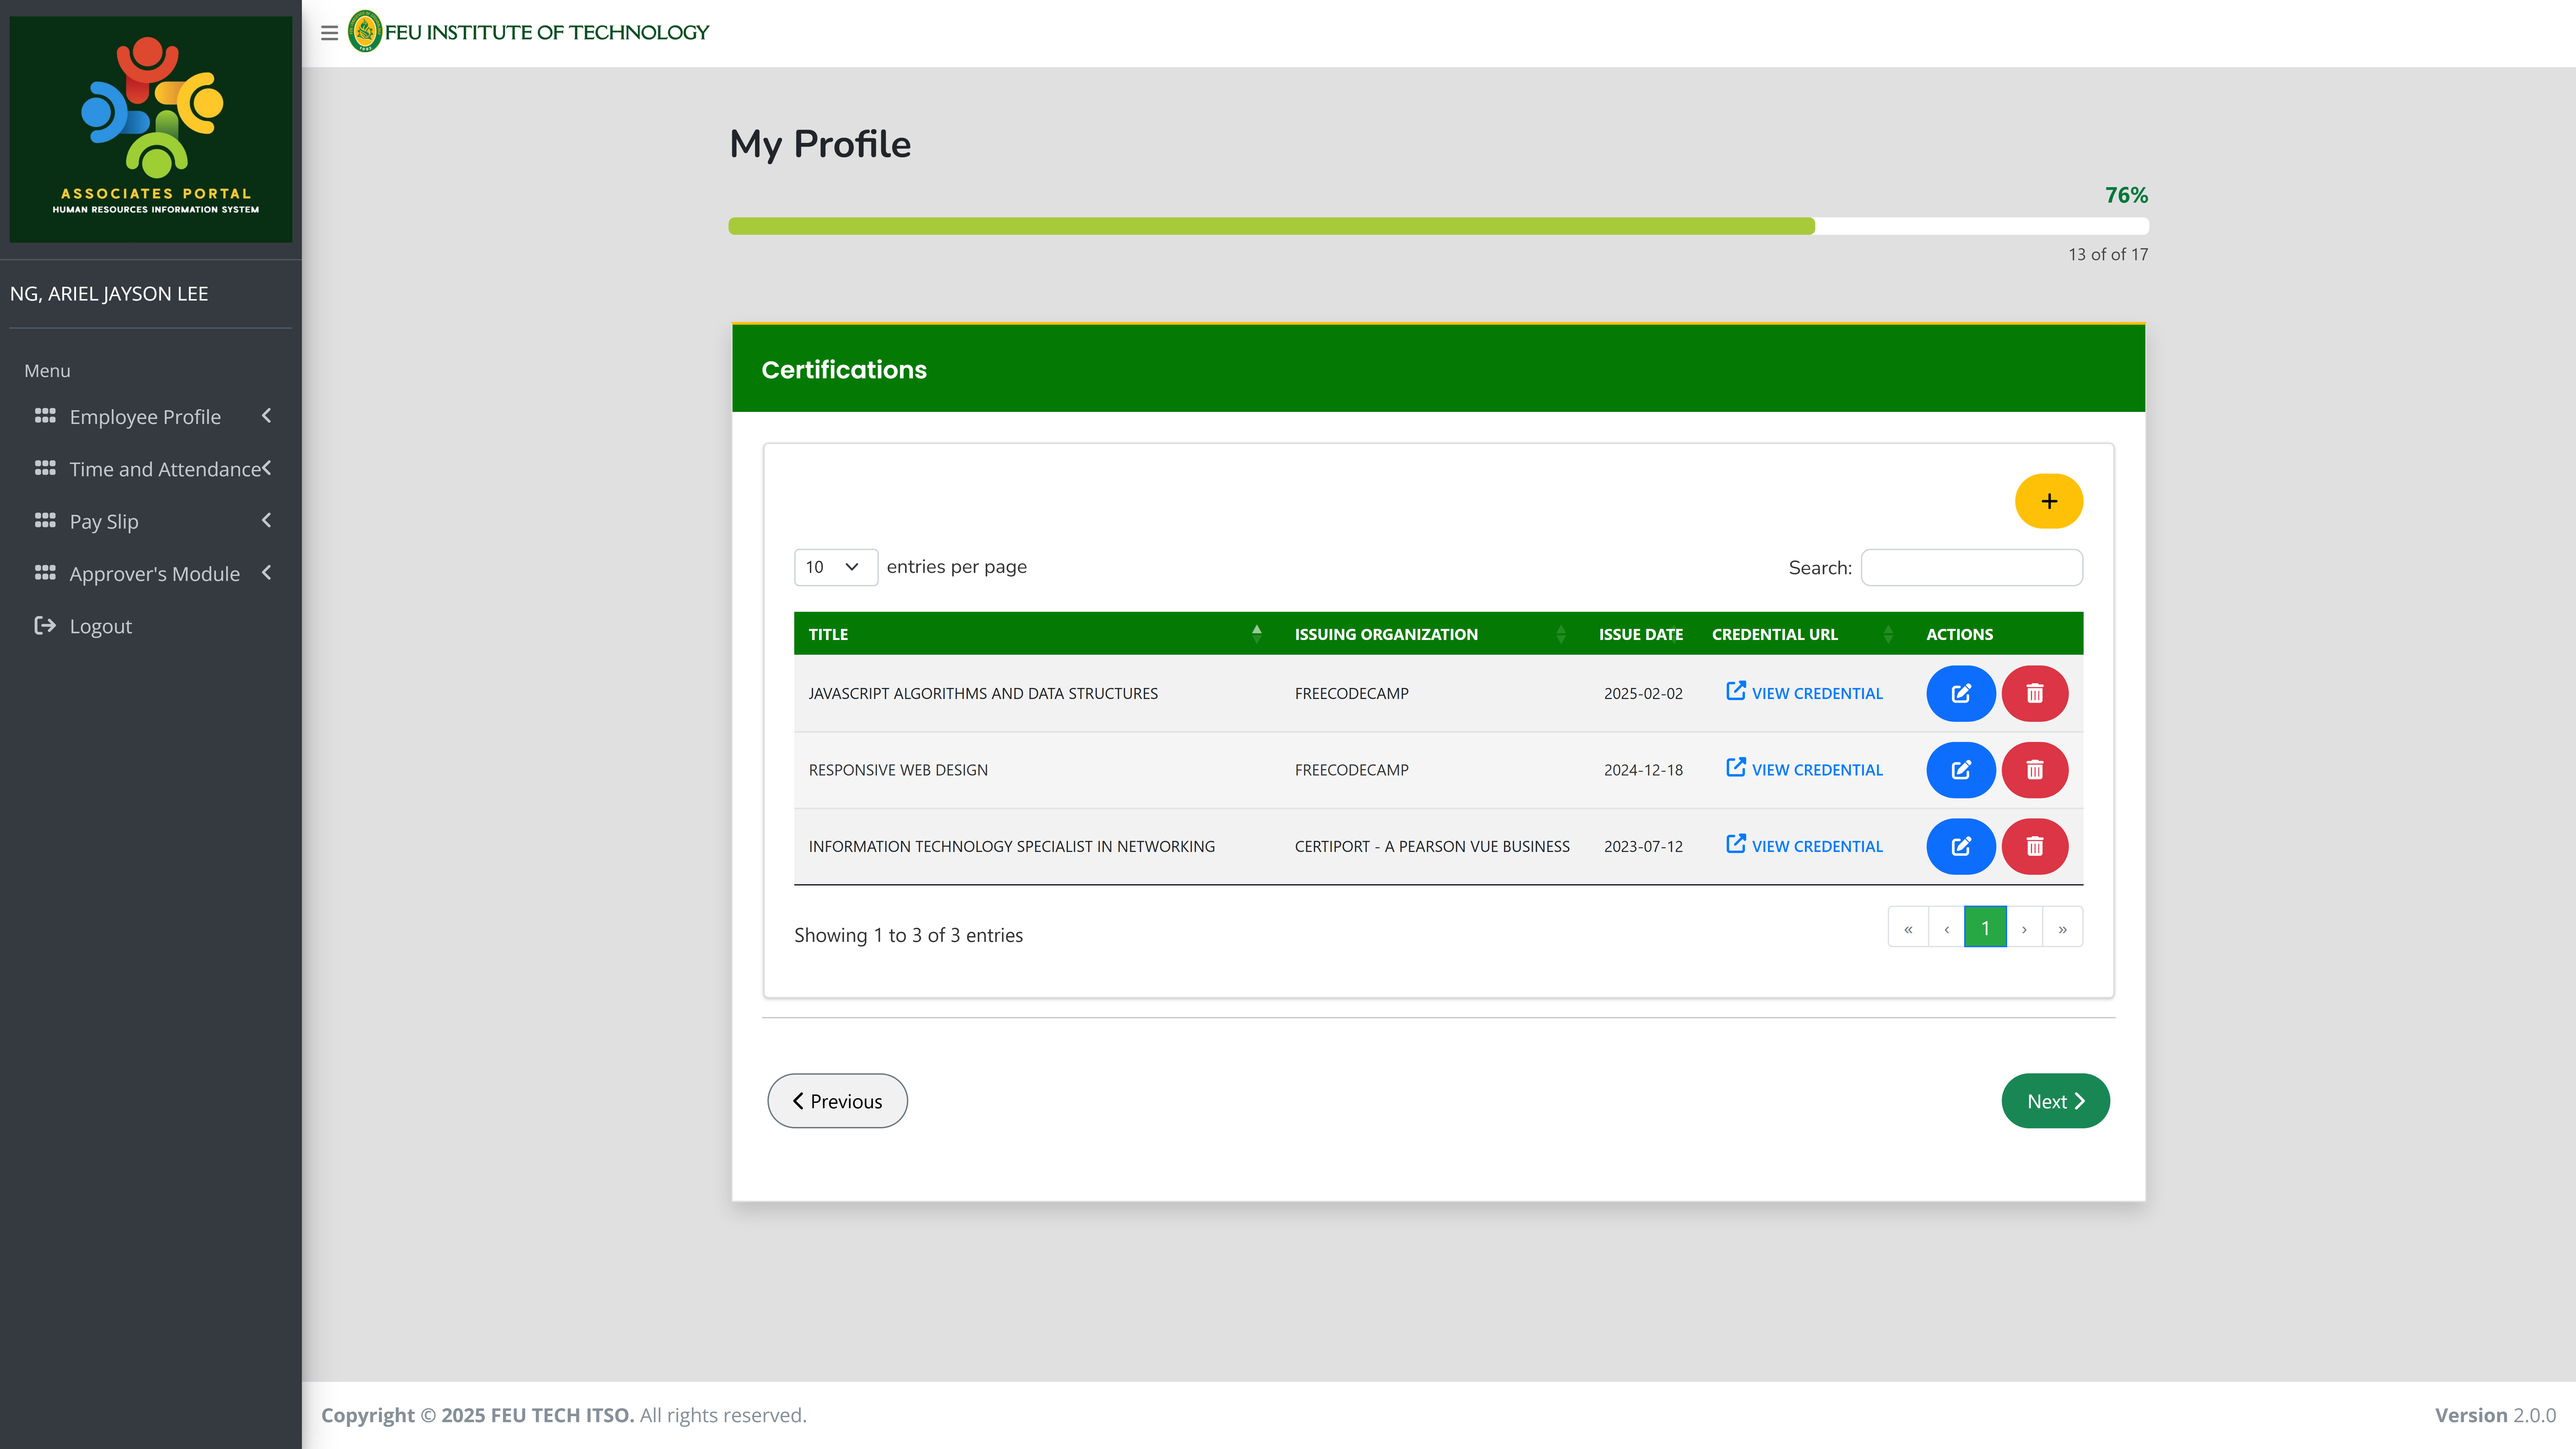 ASSOCIATES PORTAL
HUMAN RESOURCES INFORMATION SYSTEM
NG, ARIEL JAYSON LEE
Menu
Employee Profile
Time and Attendance
Pay Slip
Approver's Module
Logout
FEU INSTITUTE OF TECHNOLOGY
My Profile
76%
13 of of 17
Certifications
+
10 entries per page
Search:
TITLE ISSUING ORGANIZATION ISSUE DATE CREDENTIAL URL ACTIONS
JAVASCRIPT ALGORITHMS AND DATA STRUCTURES FREECODECAMP 2025-02-02 VIEW CREDENTIAL
RESPONSIVE WEB DESIGN FREECODECAMP 2024-12-18 VIEW CREDENTIAL
INFORMATION TECHNOLOGY SPECIALIST IN NETWORKING CERTIPORT - A PEARSON VUE BUSINESS 2023-07-12 VIEW CREDENTIAL
Showing 1 to 3 of 3 entries
« ‹ 1 › »
Previous
Next
Copyright © 2025 FEU TECH ITSO. All rights reserved.
Version 2.0.0